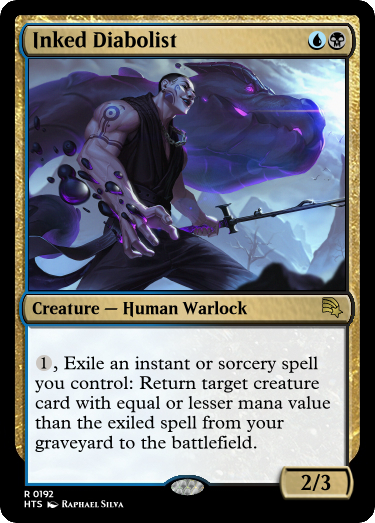 Inked Diabolist
Creature — Human Warlock
1, Exile an instant or sorcery spell
you control: Return target creature
card with equal or lesser mana value
than the exiled spell from your
graveyard to the battlefield.
2/3
R 0192
HTS Raphael Silva